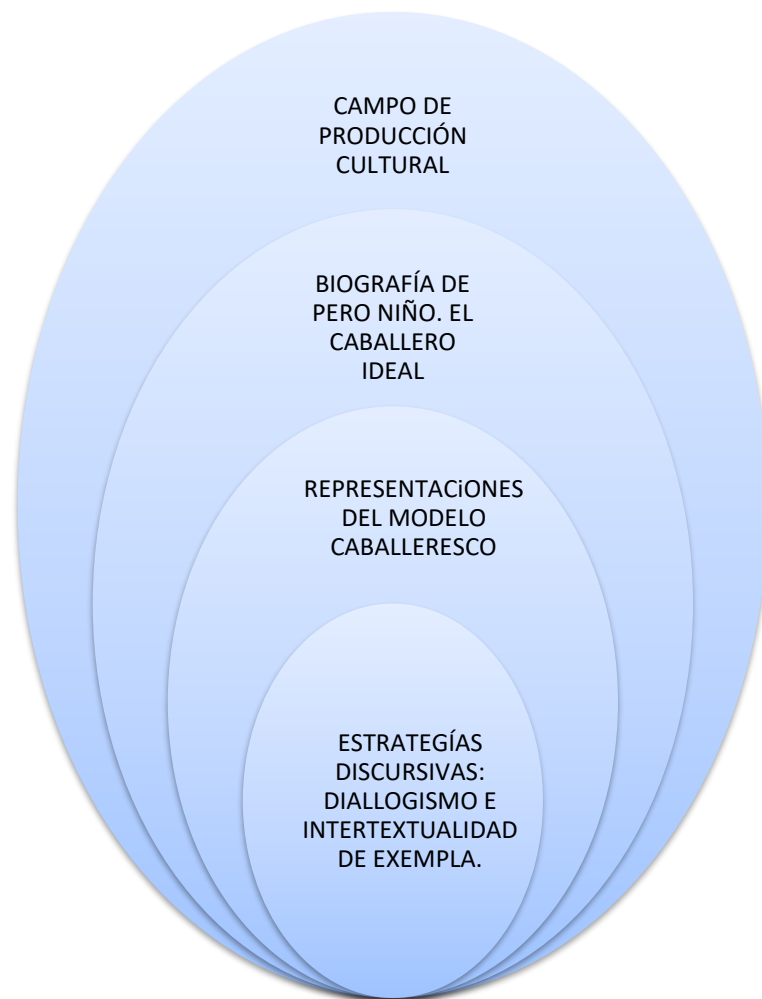 CAMPO DE
PRODUCCIÓN
CULTURAL
BIOGRAFÍA DE
PERO NIÑO. EL
CABALLERO
IDEAL
REPRESENTACiONES
DEL MODELO
CABALLERESCO
ESTRATEGÍAS
DISCURSIVAS:
DIALLOGISMO E
INTERTEXTUALIDAD
DE EXEMPLA.